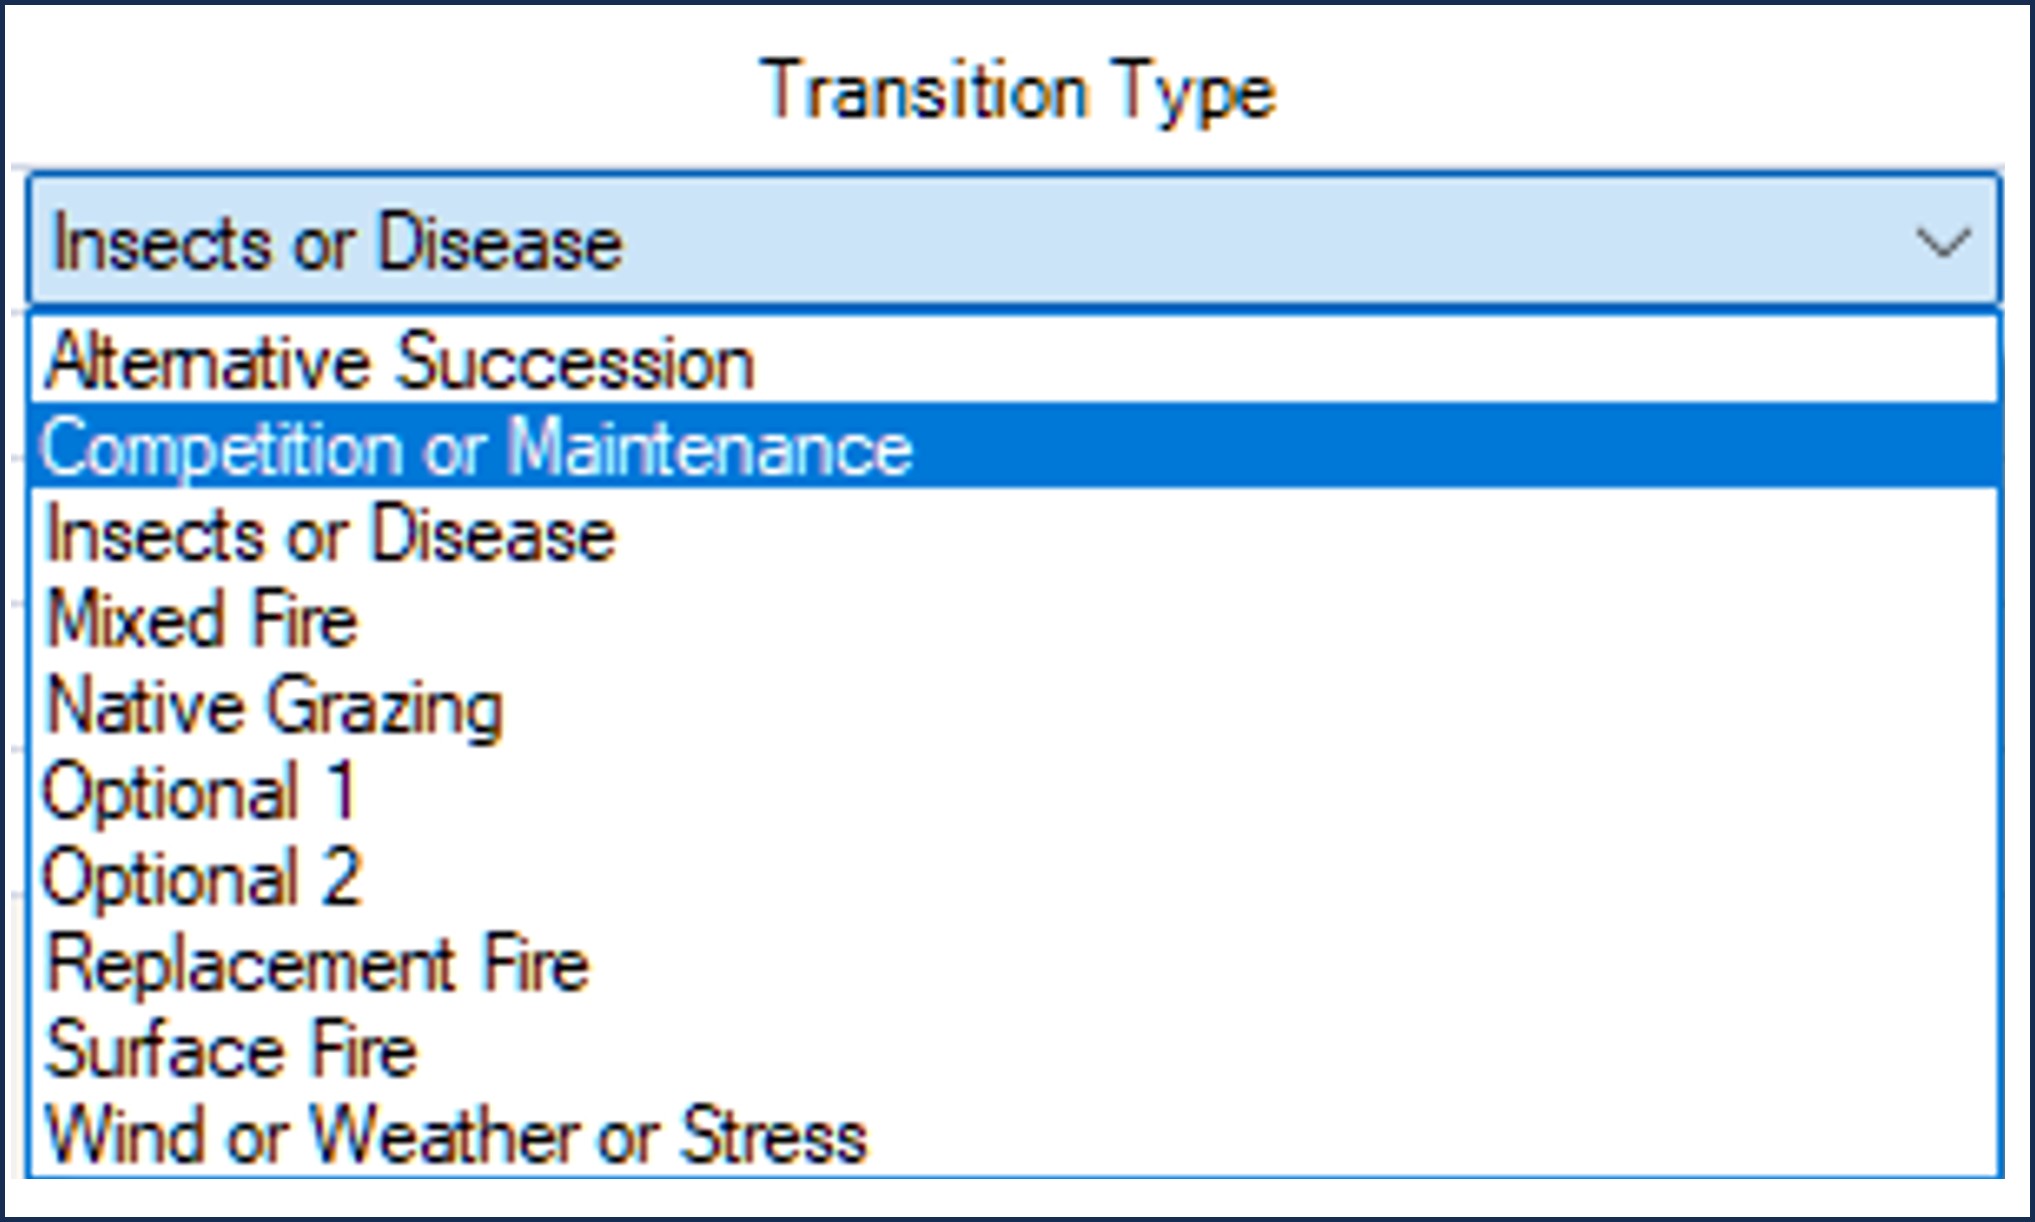 Transition Type
Insects or Disease
Alternative Succession
Competition or Maintenance
Insects or Disease
Mixed Fire
Native Grazing
Optional 1
Optional 2
Replacement Fire
Surface Fire
Wind or Weather or Stress